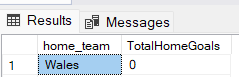 Results Messages
home_team TotalHomeGoals
1 Wales 0